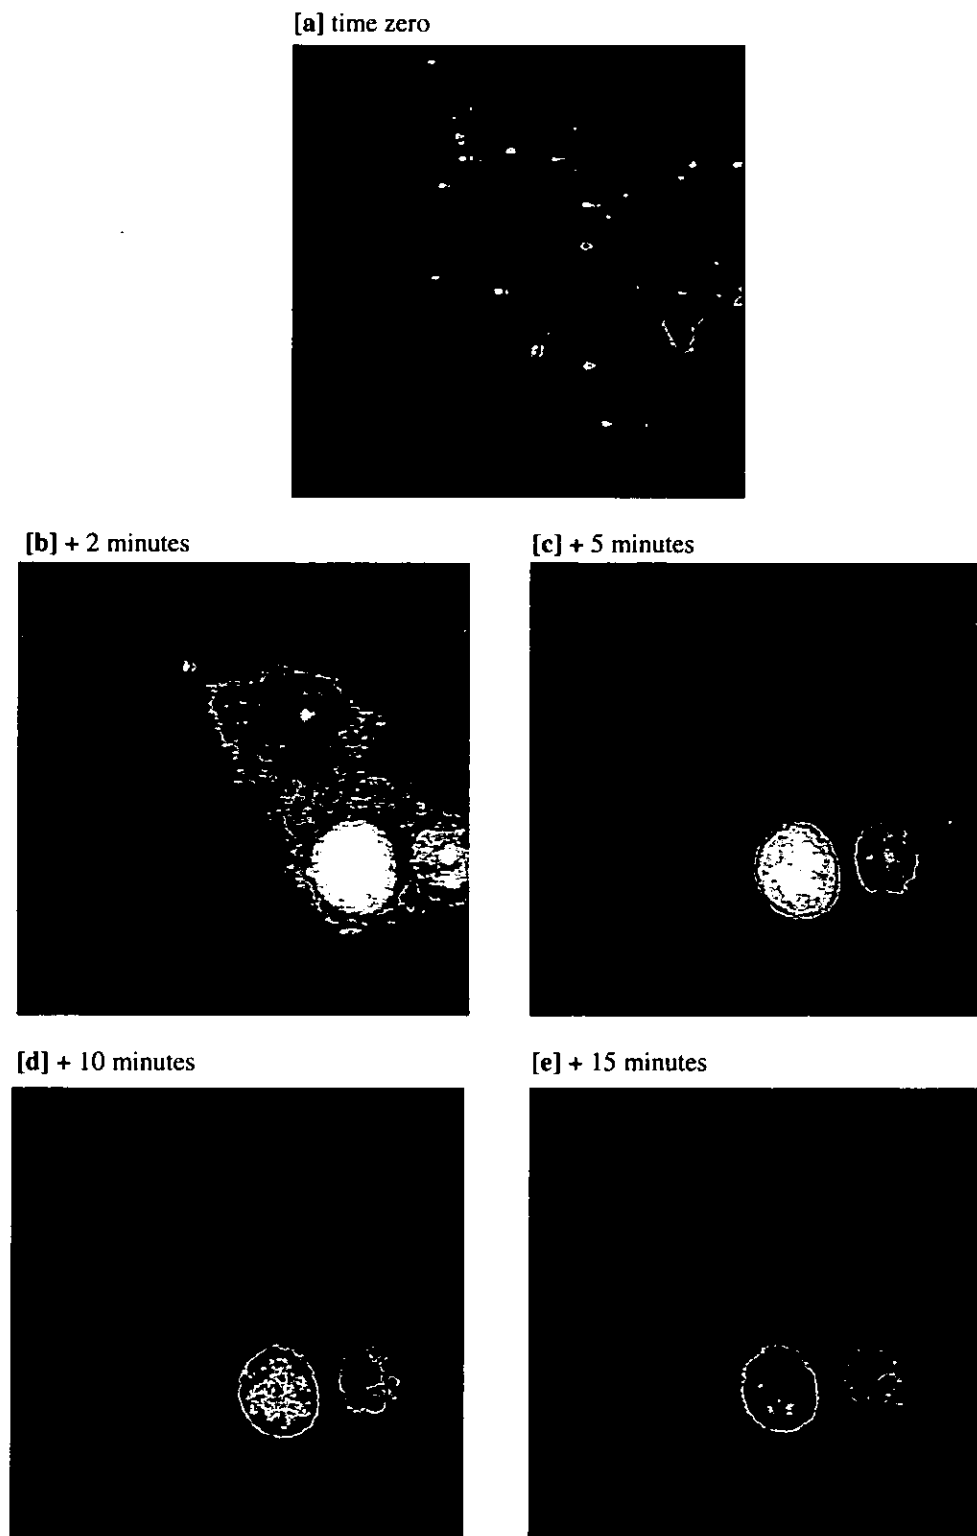 [a] time zero
[b] + 2 minutes
[c] + 5 minutes
[d] + 10 minutes
[e] + 15 minutes